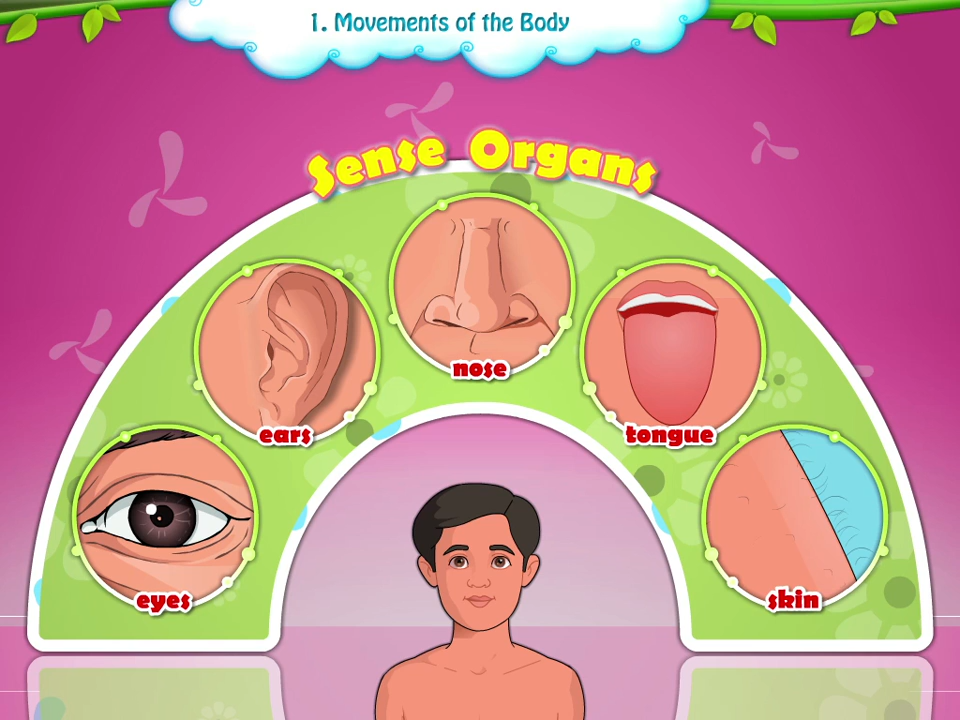 1. Movements of the Body
Sense Organs
nose
ears
tongue
eyes
skin